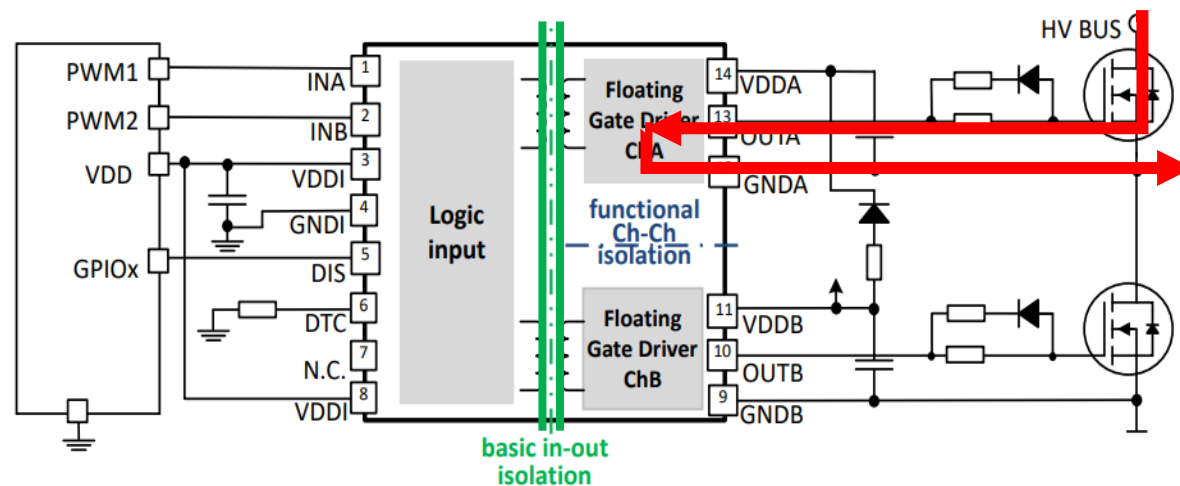 HV BUS
PWM1
PWM2
VDD
GPIOx
1
INA
2
INB
3
VDDI
4
GNDI
5
DIS
6
DTC
7
N.C.
8
VDDI
Logic
input
Floating
Gate Driver
ChA
functional
Ch-Ch
isolation
Floating
Gate Driver
ChB
14
VDDA
13
OUTA
GNDA
11
VDDB
10
OUTB
9
GNDB
basic in-out
isolation